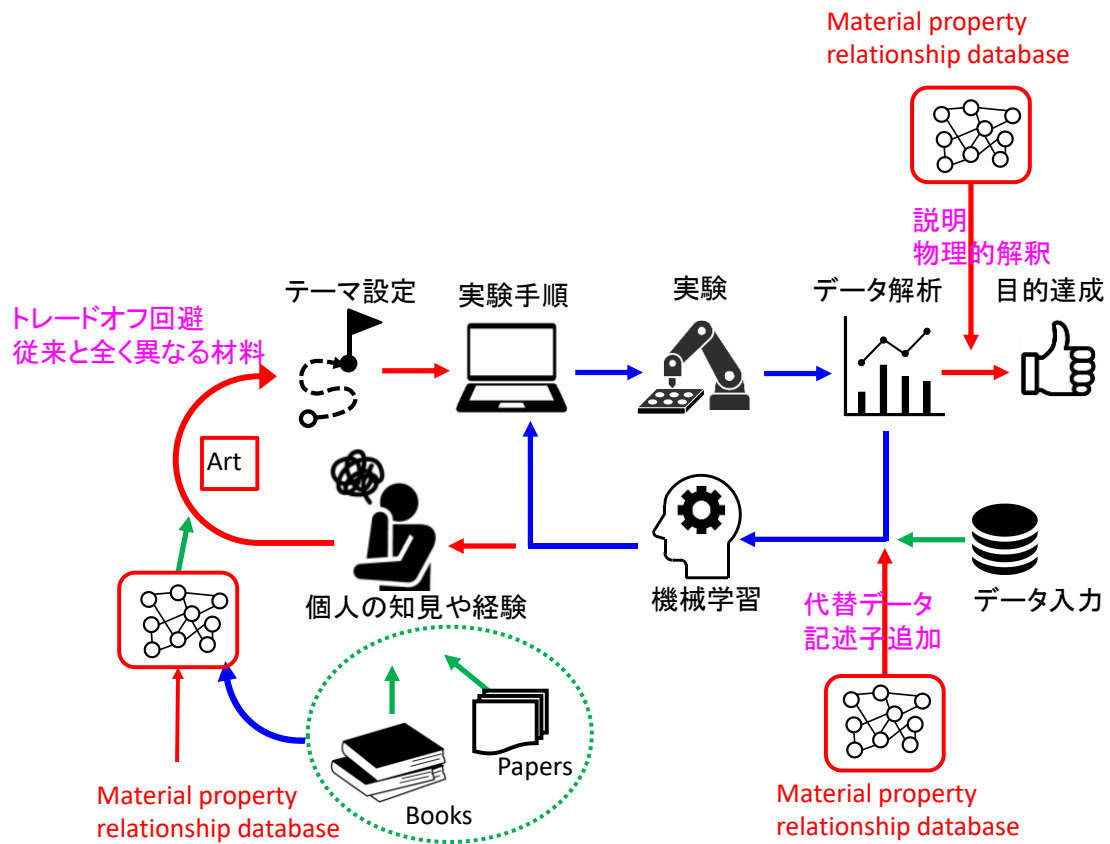 Material property
relationship database
説明
物理的解釈
テーマ設定
実験手順
実験
データ解析
目的達成
トレードオフ回避
従来と全く異なる材料
Art
個人の知見や経験
機械学習
代替データ
記述子追加
データ入力
Papers
Books
Material property
relationship database
Material property
relationship database